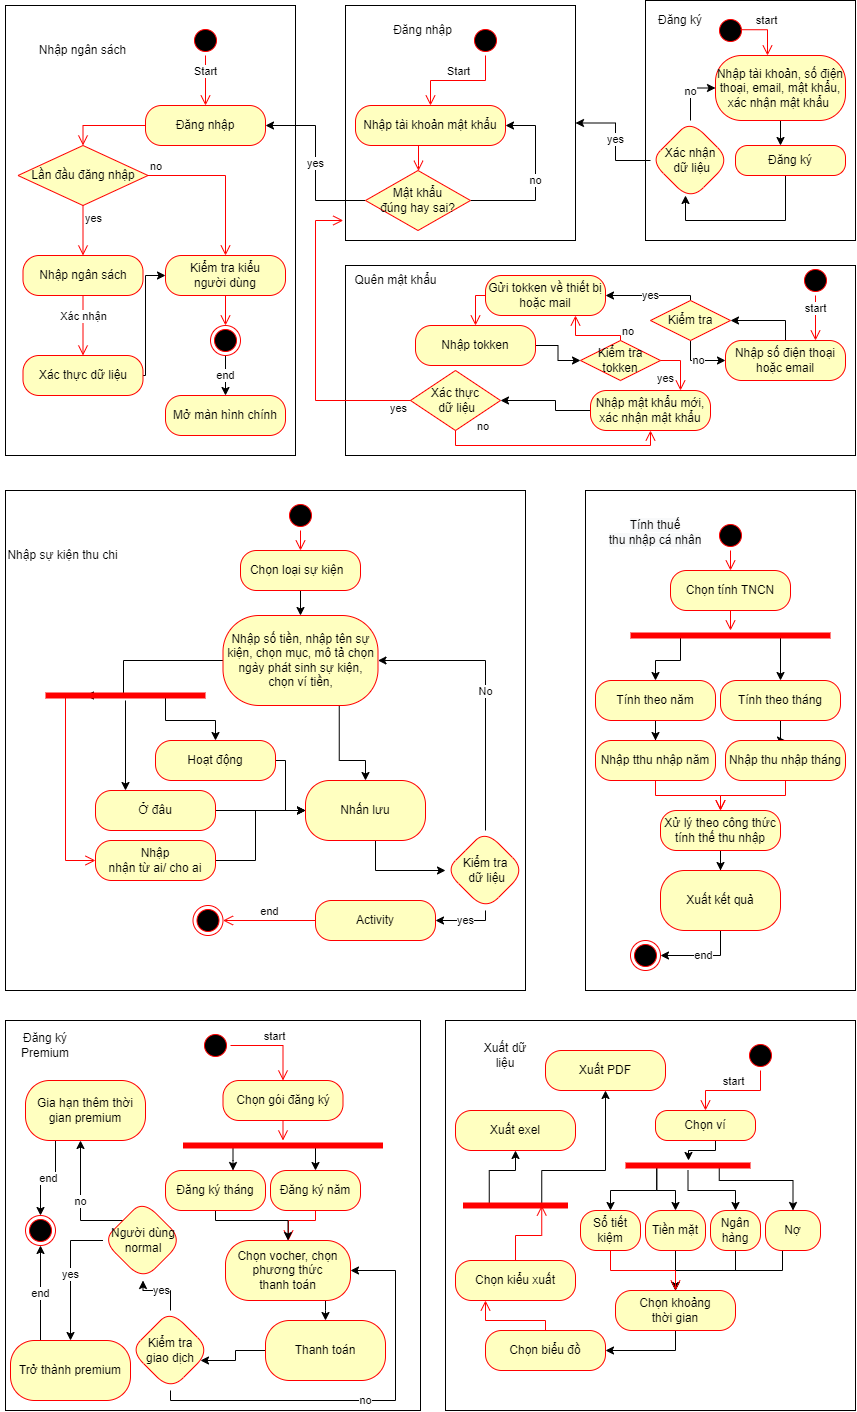 Nhập ngân sách
Start
Đăng nhập
Lần đầu đăng nhập
no
yes
Nhập ngân sách
Kiểm tra kiểu
người dùng
Xác nhận
Xác thực dữ liệu
end
Mở màn hình chính
Đăng nhập
Start
Nhập tài khoản mật khẩu
yes
no
Mật khẩu
đúng hay sai?
Đăng ký
start
Nhập tài khoản, số điện
thoại, email, mật khẩu,
xác nhận mật khẩu
no
yes
Xác nhận
dữ liệu
Đăng ký
Quên mật khẩu
Gửi tokken về thiết bị
hoặc mail
yes
start
Kiểm tra
no
Nhập số điện thoại
hoặc email
Nhập tokken
no
Kiểm tra
tokken
yes
Xác thực
dữ liệu
yes
no
Nhập mật khẩu mới,
xác nhận mật khẩu
Nhập sự kiện thu chi
Chọn loại sự kiện
Nhập số tiền, nhập tên sự
kiện, chọn mục, mô tả chọn
ngày phát sinh sự kiện,
chọn ví tiền,
No
Hoạt động
Ở đâu
Nhấn lưu
Nhập
nhận từ ai/ cho ai
Kiểm tra
dữ liệu
yes
Activity
end
Tính thuế
thu nhập cá nhân
Chọn tính TNCN
Tính theo năm
Tính theo tháng
Nhập tthu nhập năm
Nhập thu nhập tháng
Xử lý theo công thức
tính thế thu nhập
Xuất kết quả
end
Đăng ký
Premium
start
Gia hạn thêm thời
gian premium
Chọn gói đăng ký
end
no
Đăng ký tháng
Đăng ký năm
Người dùng
normal
Chọn vocher, chọn
phương thức
thanh toán
yes
end
yes
Kiểm tra
giao dịch
Thanh toán
Trở thành premium
no
Xuất dữ
liệu
Xuất PDF
start
Xuất exel
Chọn ví
Sổ tiết
kiệm
Tiền mặt
Ngân
hàng
Nợ
Chọn kiểu xuất
Chọn khoảng
thời gian
Chọn biểu đồ